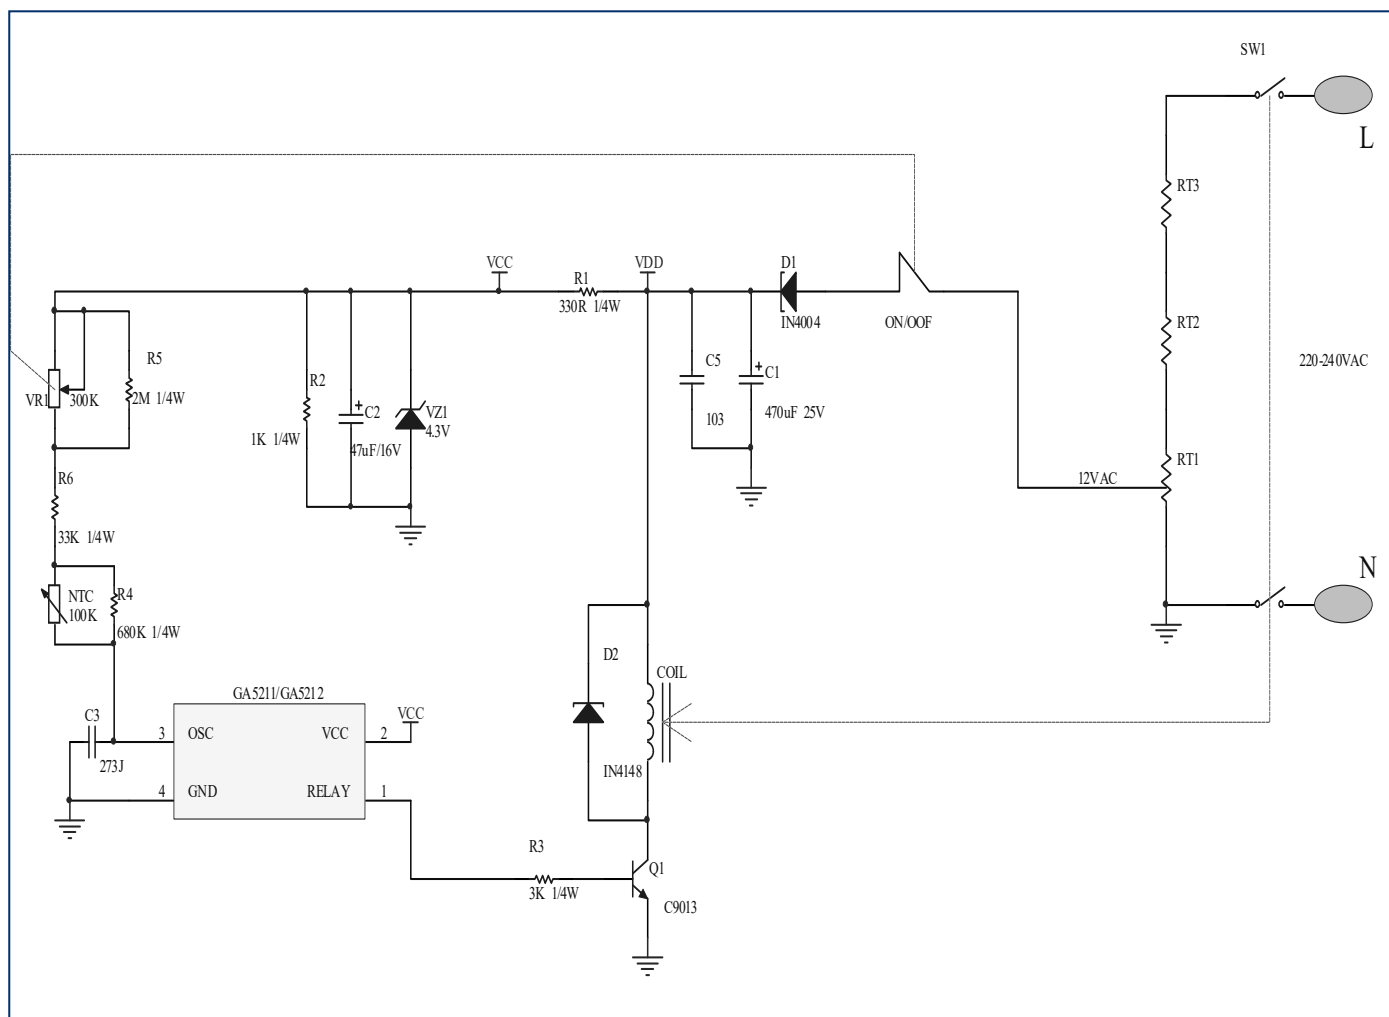 SW1
L
RT3
VCC
R1
330R 1/4W
VDD
D1
IN4004
ON/OOF
RT2
220-240VAC
R5
2M 1/4W
VR1
300K
R2
1K 1/4W
C2
47uF/16V
VZ1
4.3V
C5
103
C1
470uF 25V
RT1
12VAC
R6
33K 1/4W
NTC
100K
R4
680K 1/4W
N
D2
IN4148
COIL
GA5211/GA5212
C3
273J
3
OSC
VCC
2
VCC
4
GND
RELAY
1
R3
3K 1/4W
Q1
C9013